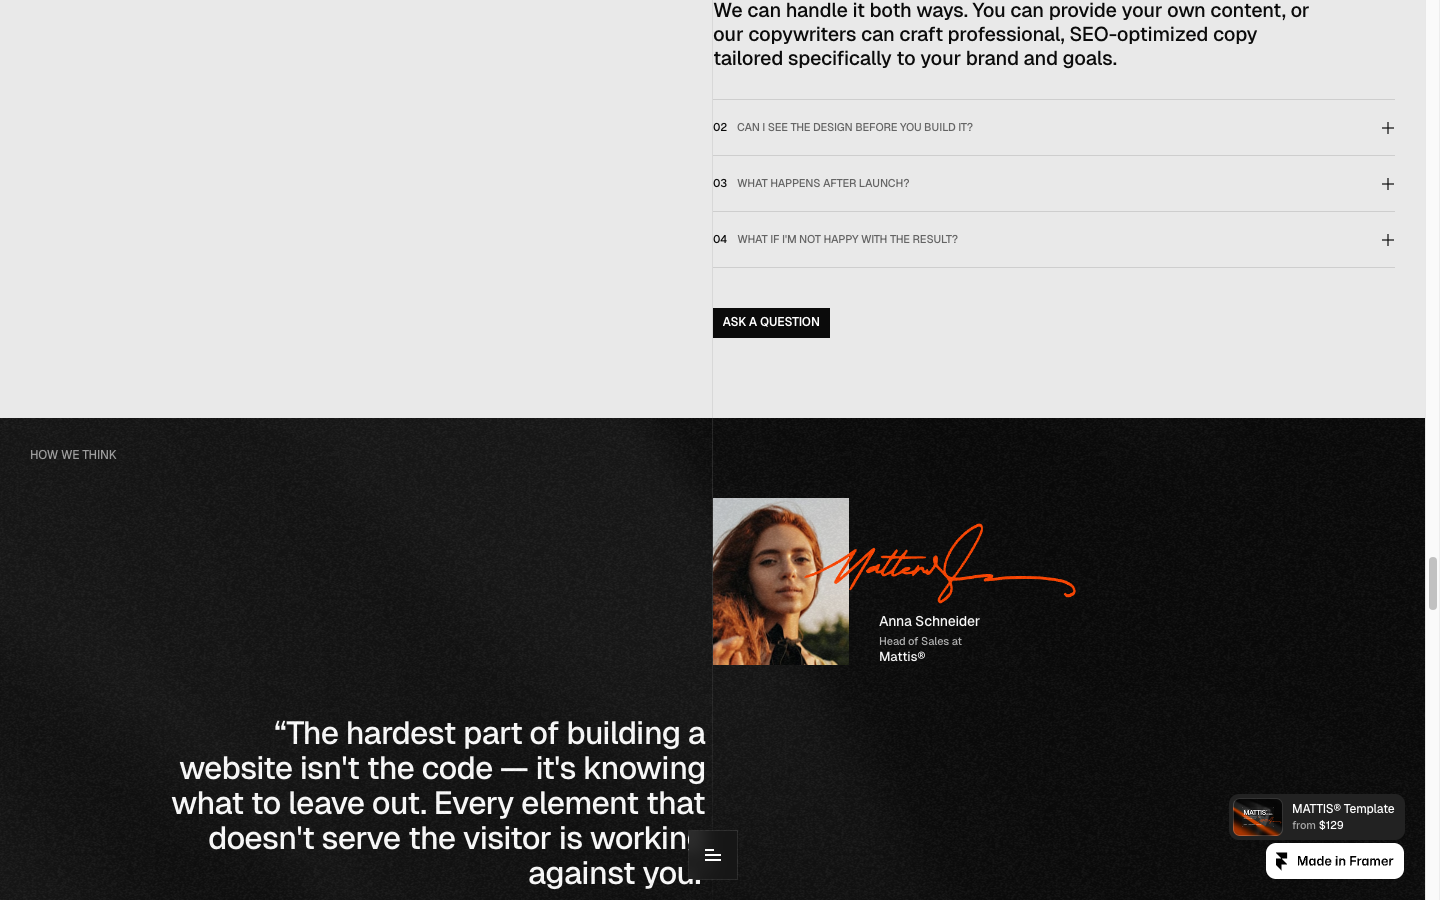 We can handle it both ways. You can provide your own content, or
our copywriters can craft professional, SEO-optimized copy
tailored specifically to your brand and goals.
02 CAN I SEE THE DESIGN BEFORE YOU BUILD IT?
03 WHAT HAPPENS AFTER LAUNCH?
04 WHAT IF I'M NOT HAPPY WITH THE RESULT?
ASK A QUESTION
HOW WE THINK
Anna Schneider
Head of Sales at
Mattis®
“The hardest part of building a
website isn't the code — it's knowing
what to leave out. Every element that
doesn't serve the visitor is working
against you.
MATTIS
MATTIS® Template
from $129
Made in Framer